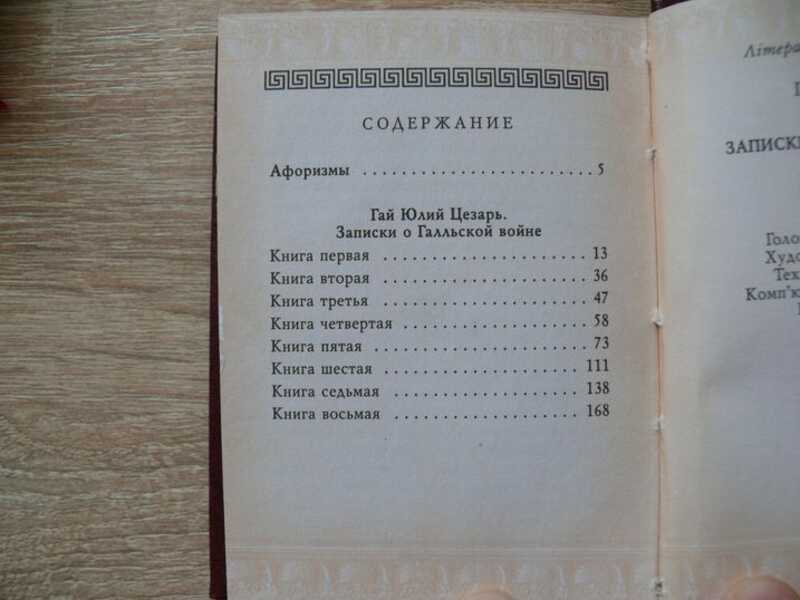 СОДЕРЖАНИЕ
Афоризмы . . . . . . . . . . . . . . . . . . . . . . . . 5
Гай Юлий Цезарь.
Записки о Галльской войне
Книга первая . . . . . . . . . . . . . . . . . . . . . 13
Книга вторая . . . . . . . . . . . . . . . . . . . . . 36
Книга третья . . . . . . . . . . . . . . . . . . . . . 47
Книга четвертая . . . . . . . . . . . . . . . . . . . 58
Книга пятая . . . . . . . . . . . . . . . . . . . . . . 73
Книга шестая . . . . . . . . . . . . . . . . . . . . 111
Книга седьмая . . . . . . . . . . . . . . . . . . . 138
Книга восьмая . . . . . . . . . . . . . . . . . . . 168
ЗАПИСКИ